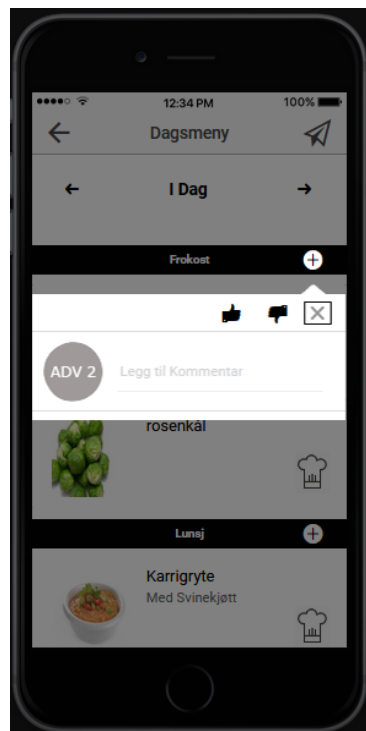 12:34 PM
100%
Dagsmeny
I Dag
Frokost
ADV 2
Legg til Kommentar
rosenkål
Lunsj
Karrigryte
Med Svinekjøtt